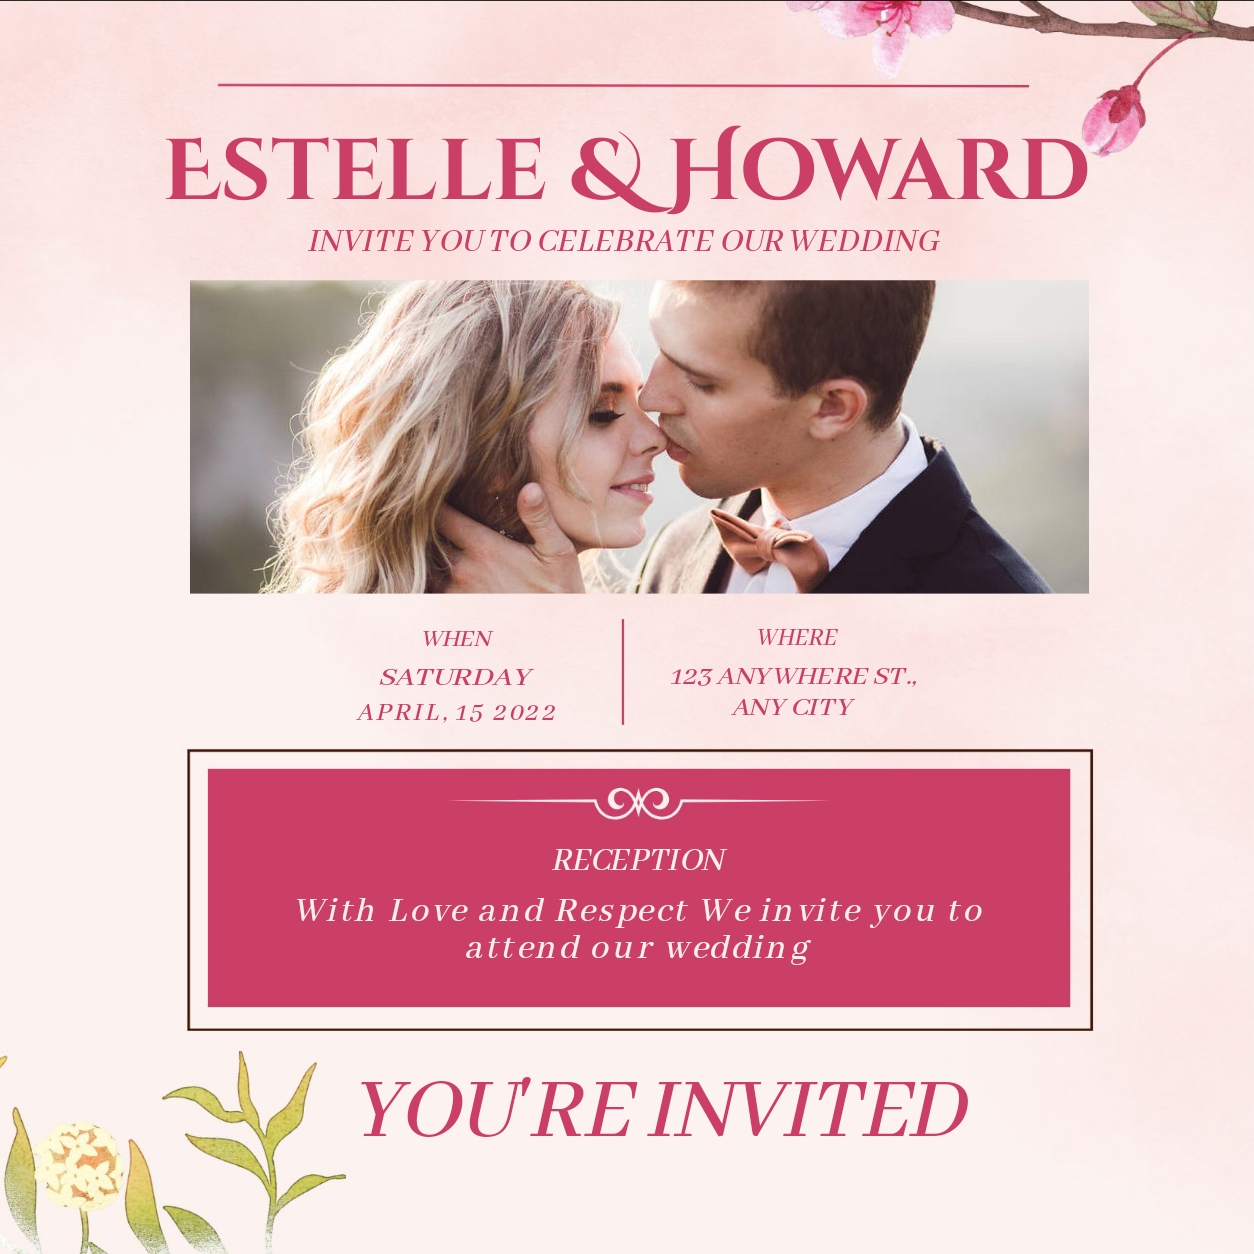 ESTELLE & HOWARD
INVITE YOU TO CELEBRATE OUR WEDDING
WHEN
SATURDAY
APRIL, 15 2022
WHERE
123 ANYWHERE ST.,
ANY CITY
RECEPTION
With Love and Respect We invite you to
attend our wedding
YOU'RE INVITED